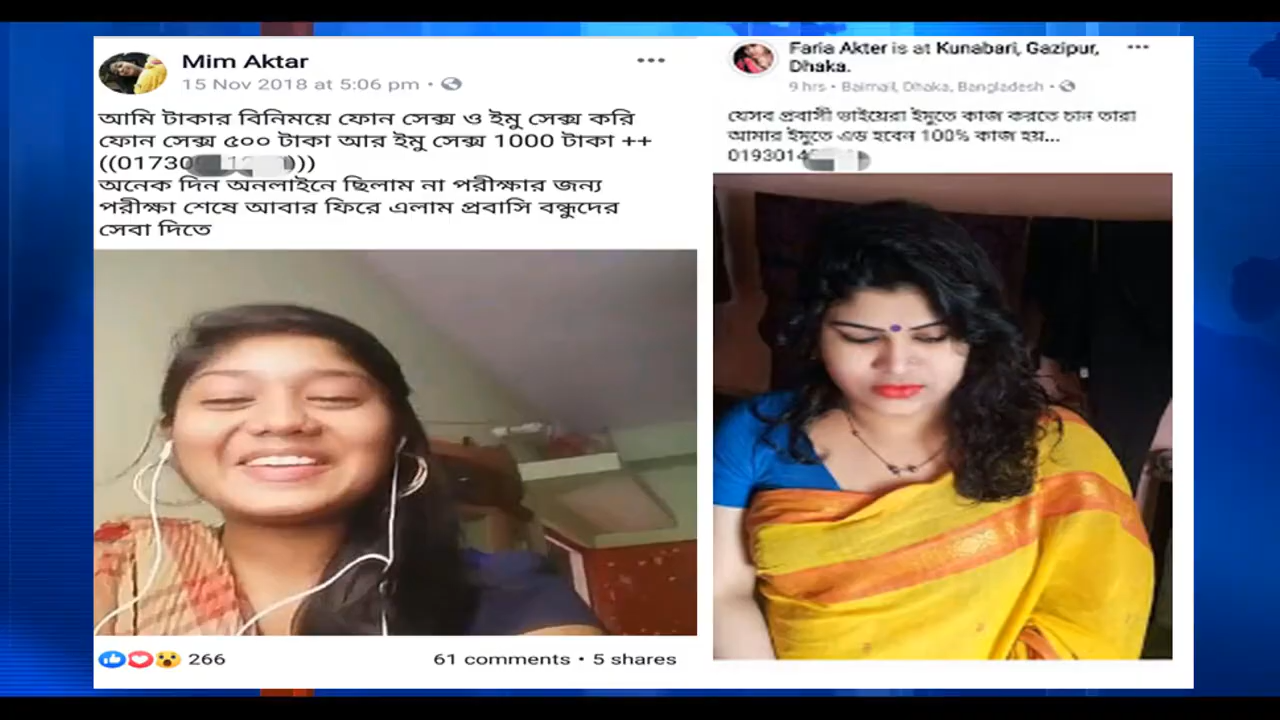 Mim Aktar
15 Nov 2018 at 5:06 pm ·
আমি টাকার বিনিময়ে ফোন সেক্স ও ইমু সেক্স করি
ফোন সেক্স ৫০০ টাকা আর ইমু সেক্স 1000 টাকা ++
((01730 )))
অনেক দিন অনলাইনে ছিলাম না পরীক্ষার জন্য
পরীক্ষা শেষে আবার ফিরে এলাম প্রবাসি বন্ধুদের
সেবা দিতে
266
61 comments · 5 shares
Faria Akter is at Kunabari, Gazipur,
Dhaka.
9 hrs · Baimail, Dhaka, Bangladesh ·
যেসব প্রবাসী ভাইয়েরা ইমুতে কাজ করতে চান তারা
আমার ইমুতে এড হবেন 100% কাজ হয়...
019301